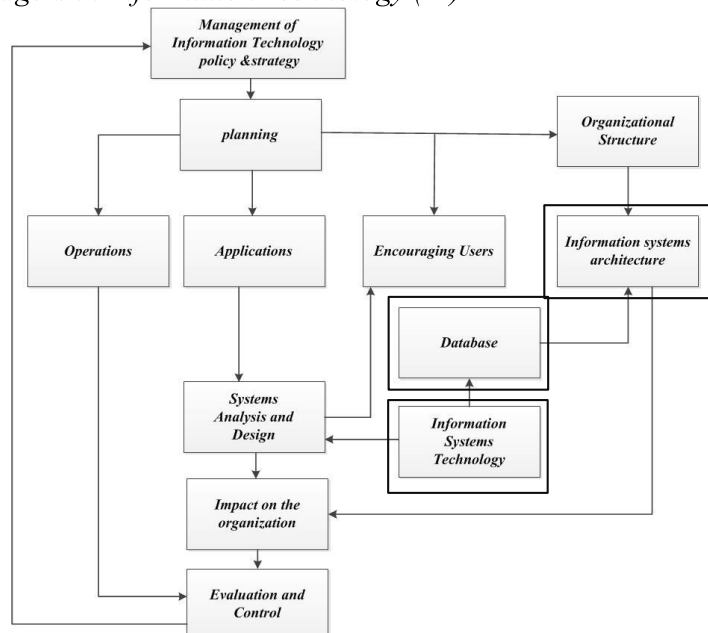 Management of
Information Technology
policy &strategy
planning
Organizational
Structure
Operations
Applications
Encouraging Users
Information systems
architecture
Database
Systems
Analysis and
Design
Information
Systems
Technology
Impact on the
organization
Evaluation and
Control